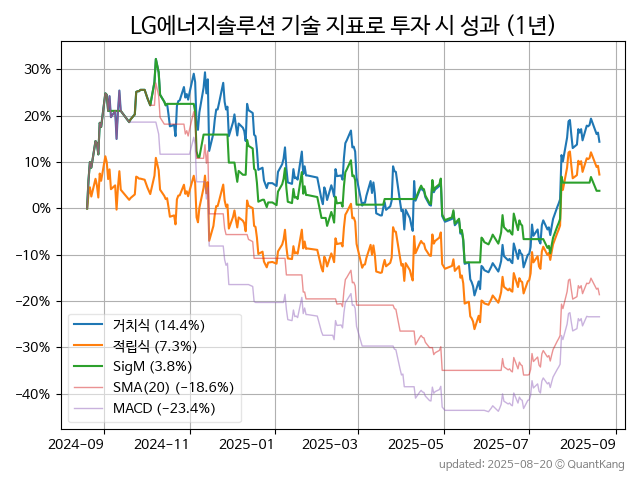 LG에너지솔루션 기술 지표로 투자 시 성과 (1년)
30%
20%
10%
0%
−10%
−20%
−30%
−40%
거치식 (14.4%)
적립식 (7.3%)
SigM (3.8%)
SMA(20) (−18.6%)
MACD (−23.4%)
2024-09 2024-11 2025-01 2025-03 2025-05 2025-07 2025-09
updated: 2025-08-20 © QuantKang